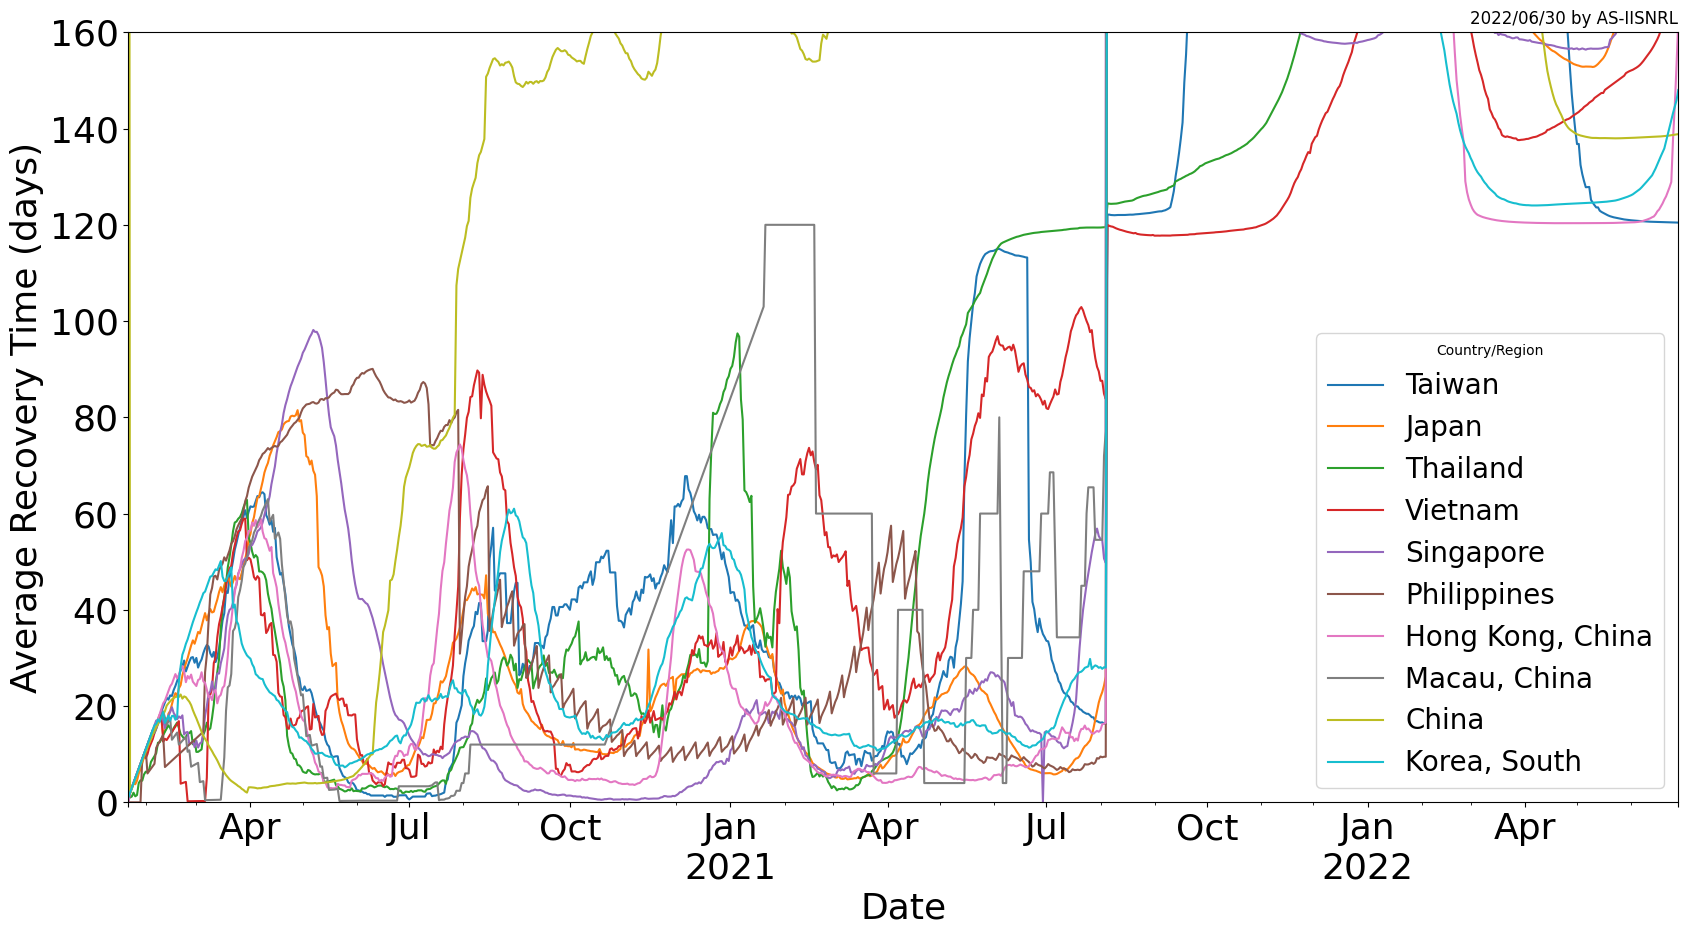 2022/06/30 by AS-IISNRL
Average Recovery Time (days)
160
140
120
100
80
60
40
20
0
Country/Region
Taiwan
Japan
Thailand
Vietnam
Singapore
Philippines
Hong Kong, China
Macau, China
China
Korea, South
Apr Jul Oct Jan Apr Jul Oct Jan Apr
2021 2022
Date